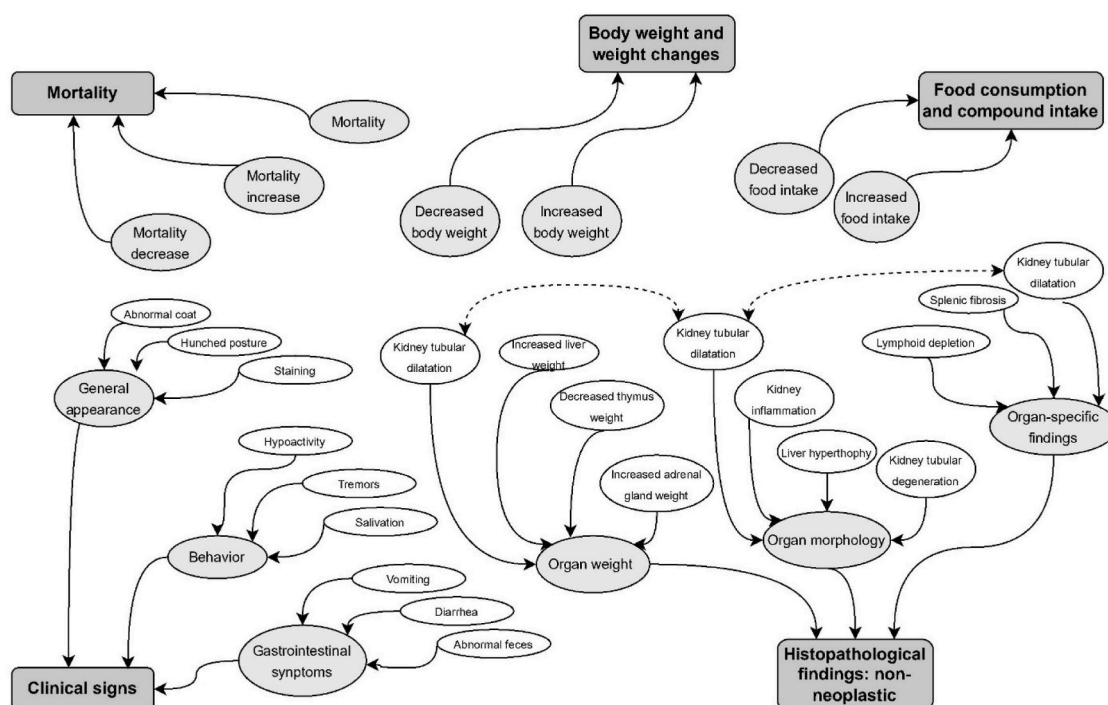 Body weight and
weight changes
Mortality
Food consumption
and compound intake
Mortality
Mortality
increase
Mortality
decrease
Decreased
body weight
Increased
body weight
Decreased
food intake
Increased
food intake
Abnormal coat
Hunched posture
Staining
General
appearance
Hypoactivity
Tremors
Salivation
Behavior
Vomiting
Diarrhea
Abnormal feces
Gastrointestinal
synptoms
Clinical signs
Kidney tubular
dilatation
Increased liver
weight
Decreased thymus
weight
Increased adrenal
gland weight
Organ weight
Kidney tubular
dilatation
Kidney
inflammation
Liver hyperthophy
Kidney tubular
degeneration
Organ morphology
Kidney tubular
dilatation
Splenic fibrosis
Lymphoid depletion
Organ-specific
findings
Histopathological
findings: non-
neoplastic